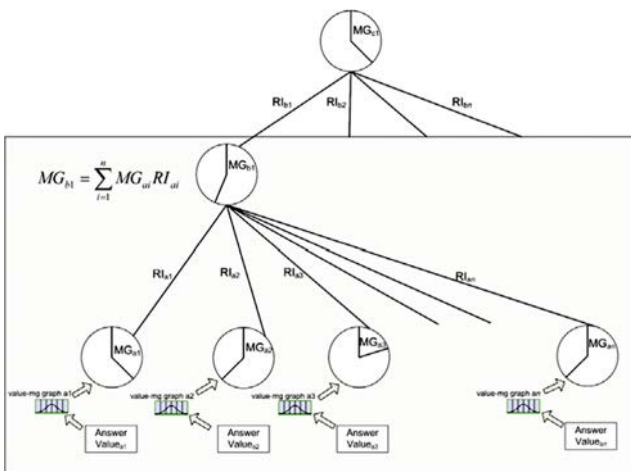 MGc1
RIb1
RIb2
RIbn
MGb1 = ∑ MGai RIai
n
i=1
MGb1
RIa1
RIa2
RIa3
RIan
MGa1
MGa2
MGa3
MGan
value-mg graph a1
value-mg graph a2
value-mg graph a3
value-mg graph an
Answer
Valuea1
Answer
Valuea2
Answer
Valuea3
Answer
Valuean